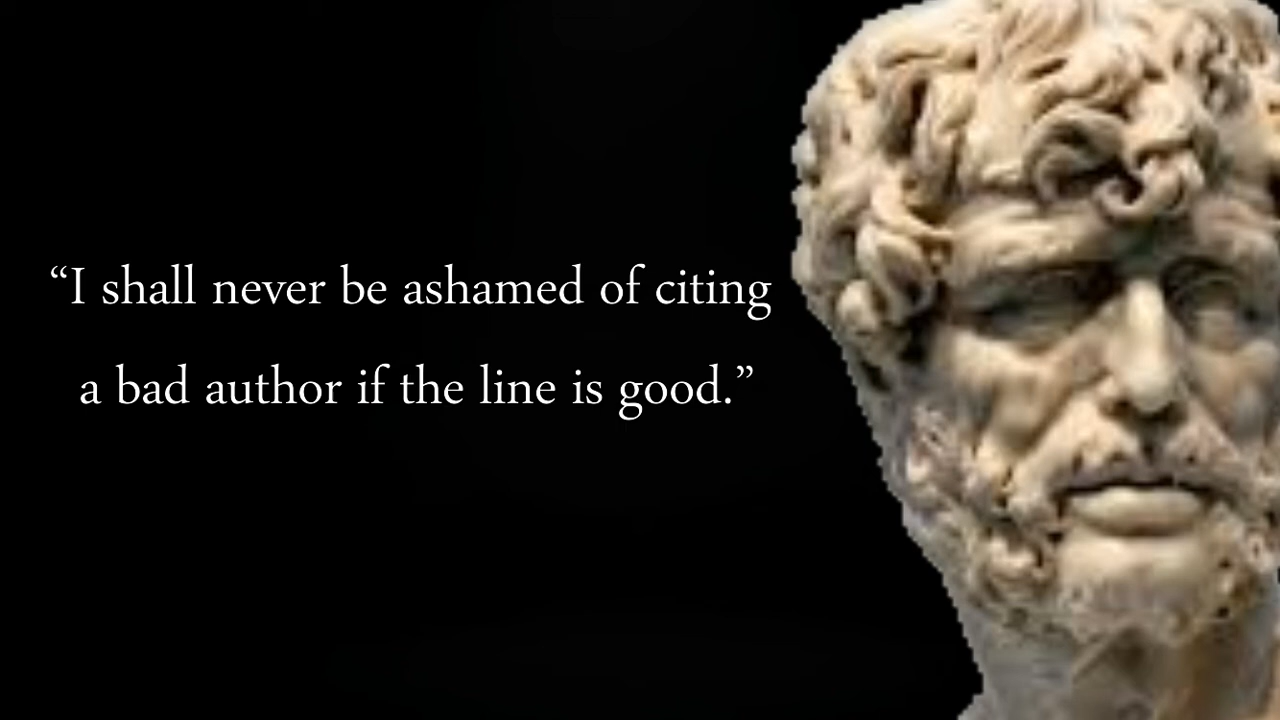 “I shall never be ashamed of citing
a bad author if the line is good.”